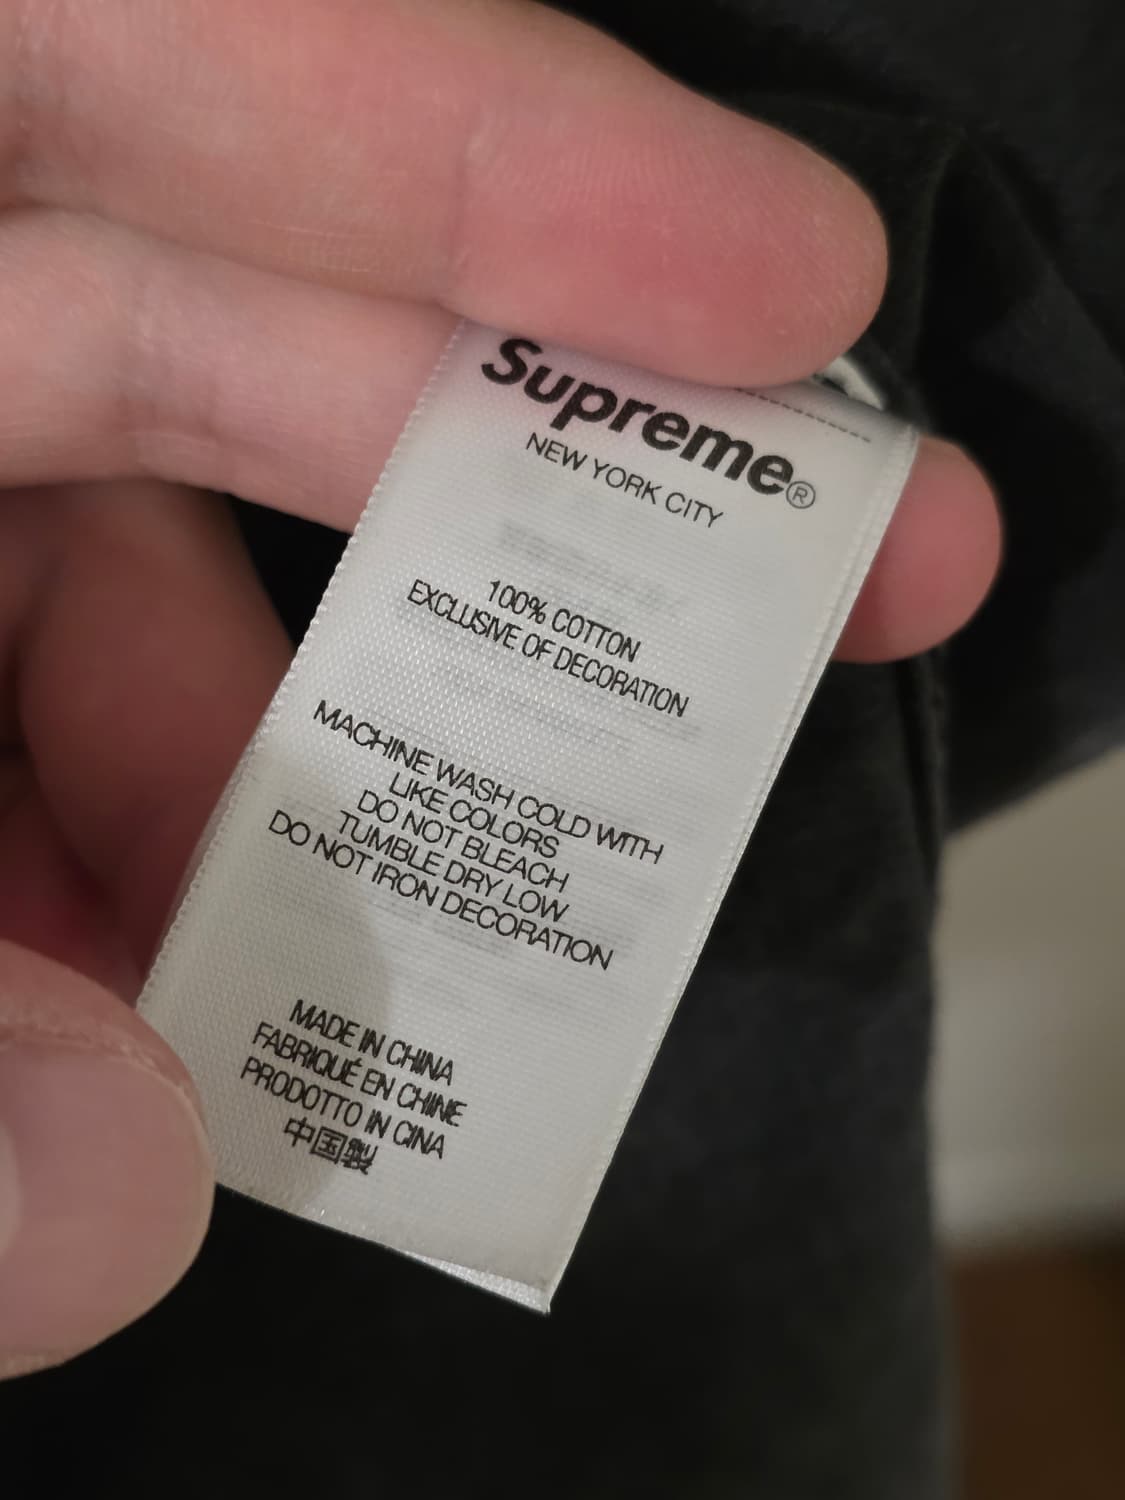 Supreme®
NEW YORK CITY
100% COTTON
EXCLUSIVE OF DECORATION
MACHINE WASH COLD WITH
LIKE COLORS
DO NOT BLEACH
TUMBLE DRY LOW
DO NOT IRON DECORATION
MADE IN CHINA
FABRIQUÉ EN CHINE
PRODOTTO IN CINA
中国製